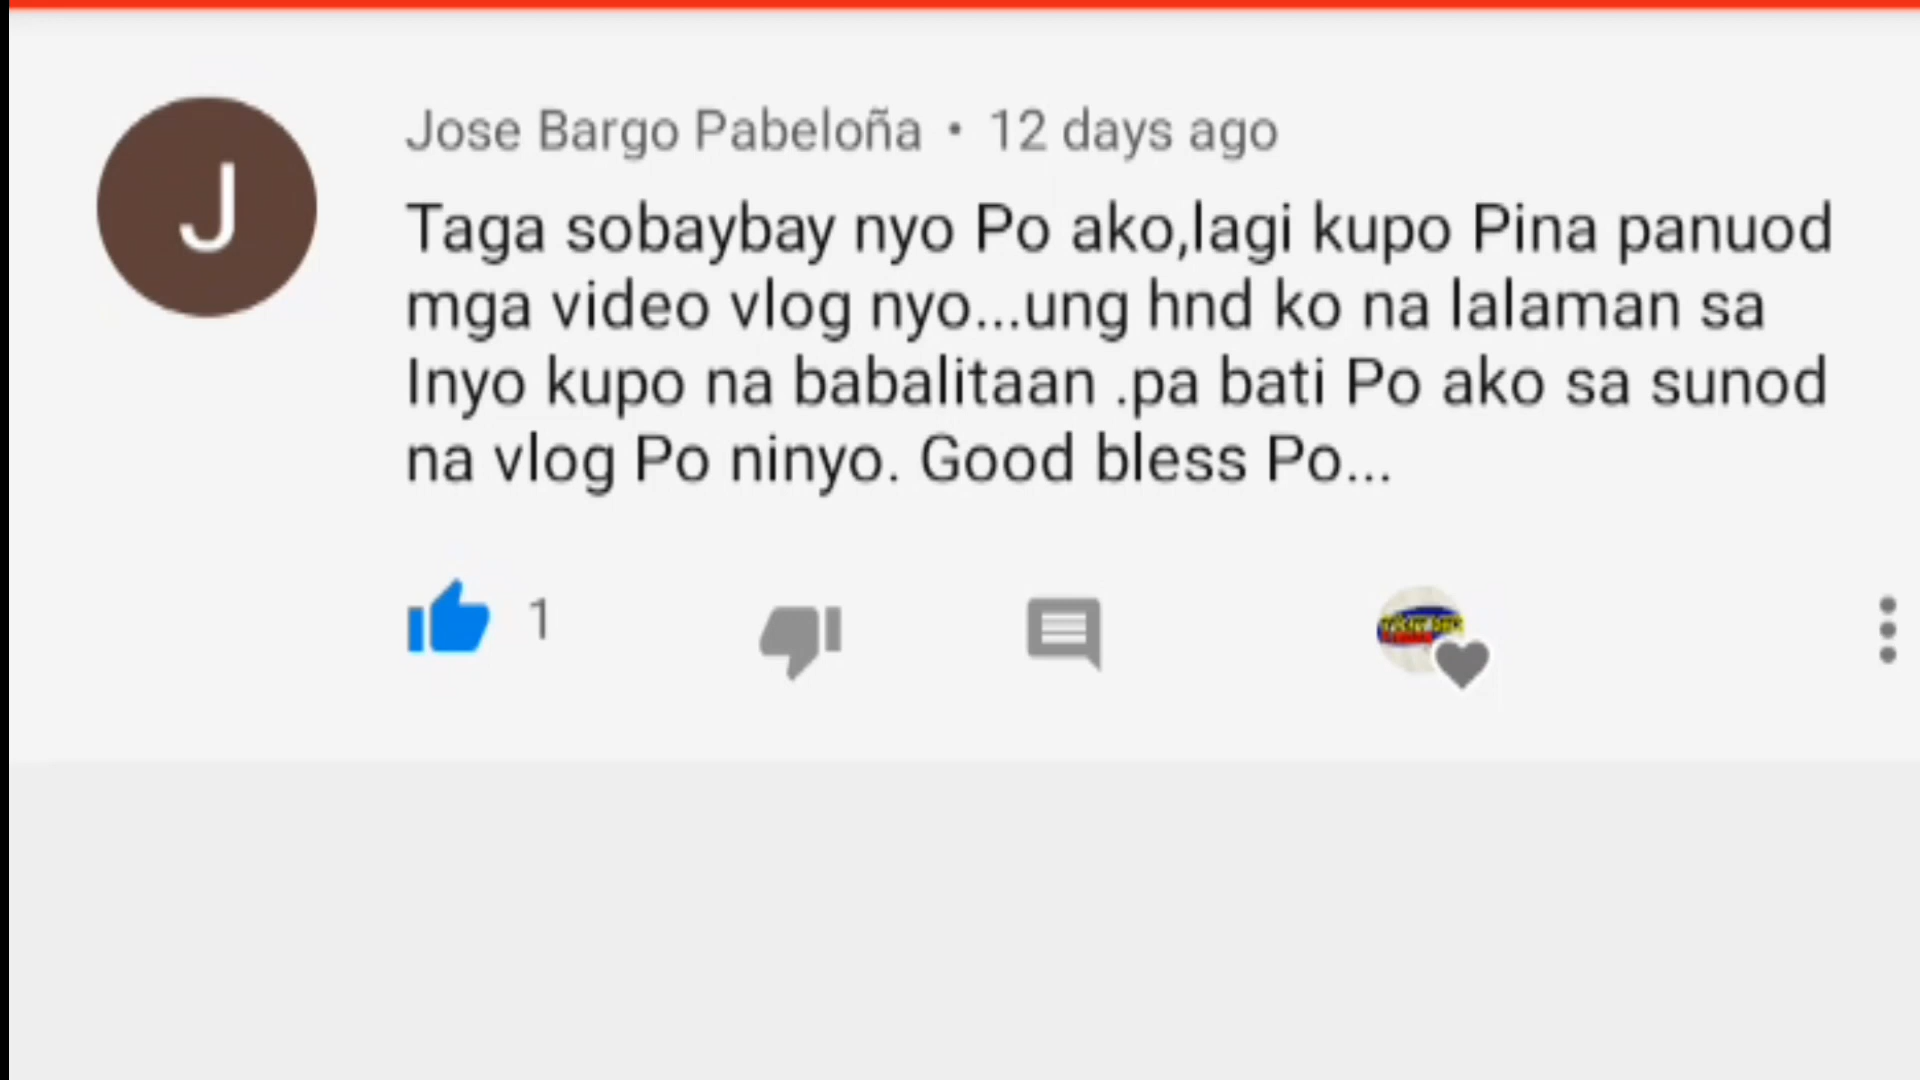 J
Jose Bargo Pabeloña • 12 days ago
Taga sobaybay nyo Po ako,lagi kupo Pina panuod
mga video vlog nyo...ung hnd ko na lalaman sa
Inyo kupo na babalitaan .pa bati Po ako sa sunod
na vlog Po ninyo. Good bless Po...
1